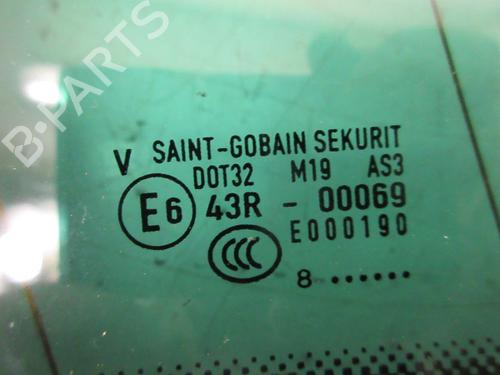 B-PARTS
V SAINT-GOBAIN SEKURIT
DOT32 M19 AS3
E6 43R - 00069
E000190
CCC
8 ......